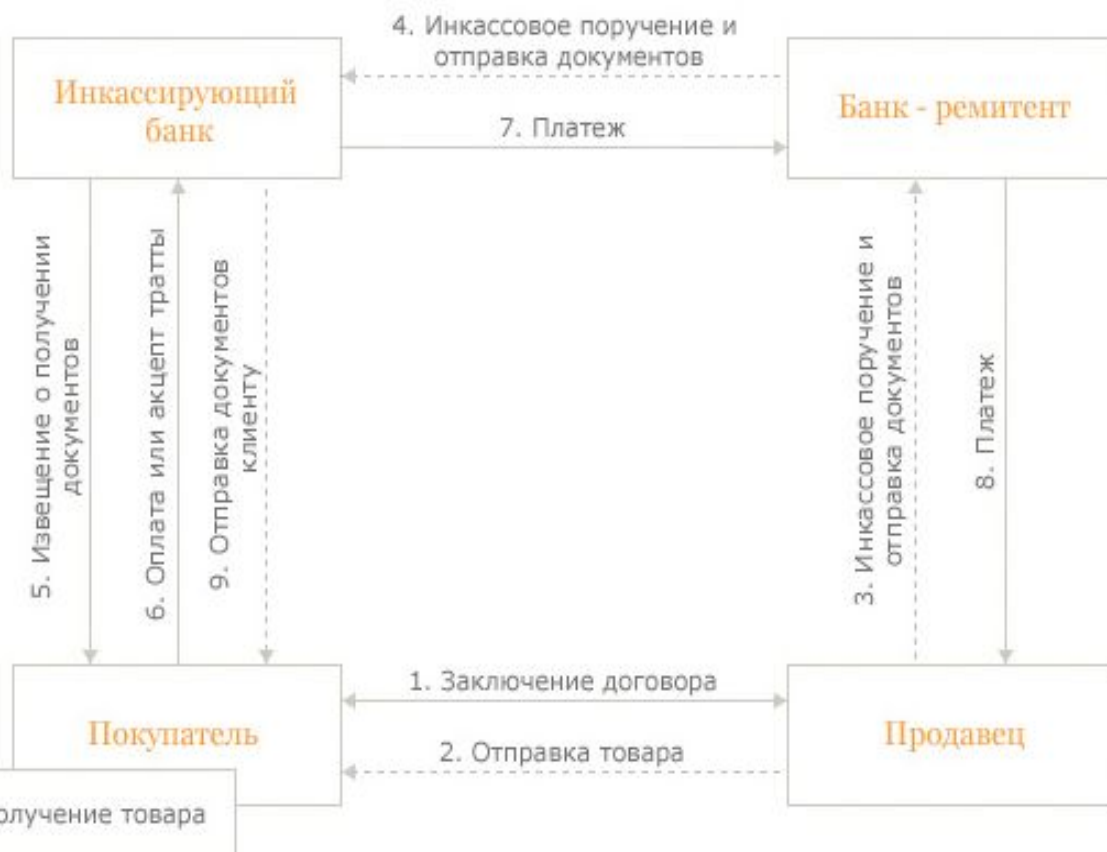 4. Инкассовое поручение и
отправка документов
Инкассирующий
банк
Банк - ремитент
7. Платеж
5. Извещение о получении
документов
6. Оплата или акцепт тратты
9. Отправка документов
клиенту
3. Инкассовое поручение и
отправка документов
8. Платеж
1. Заключение договора
Покупатель
Продавец
2. Отправка товара
олучение товара